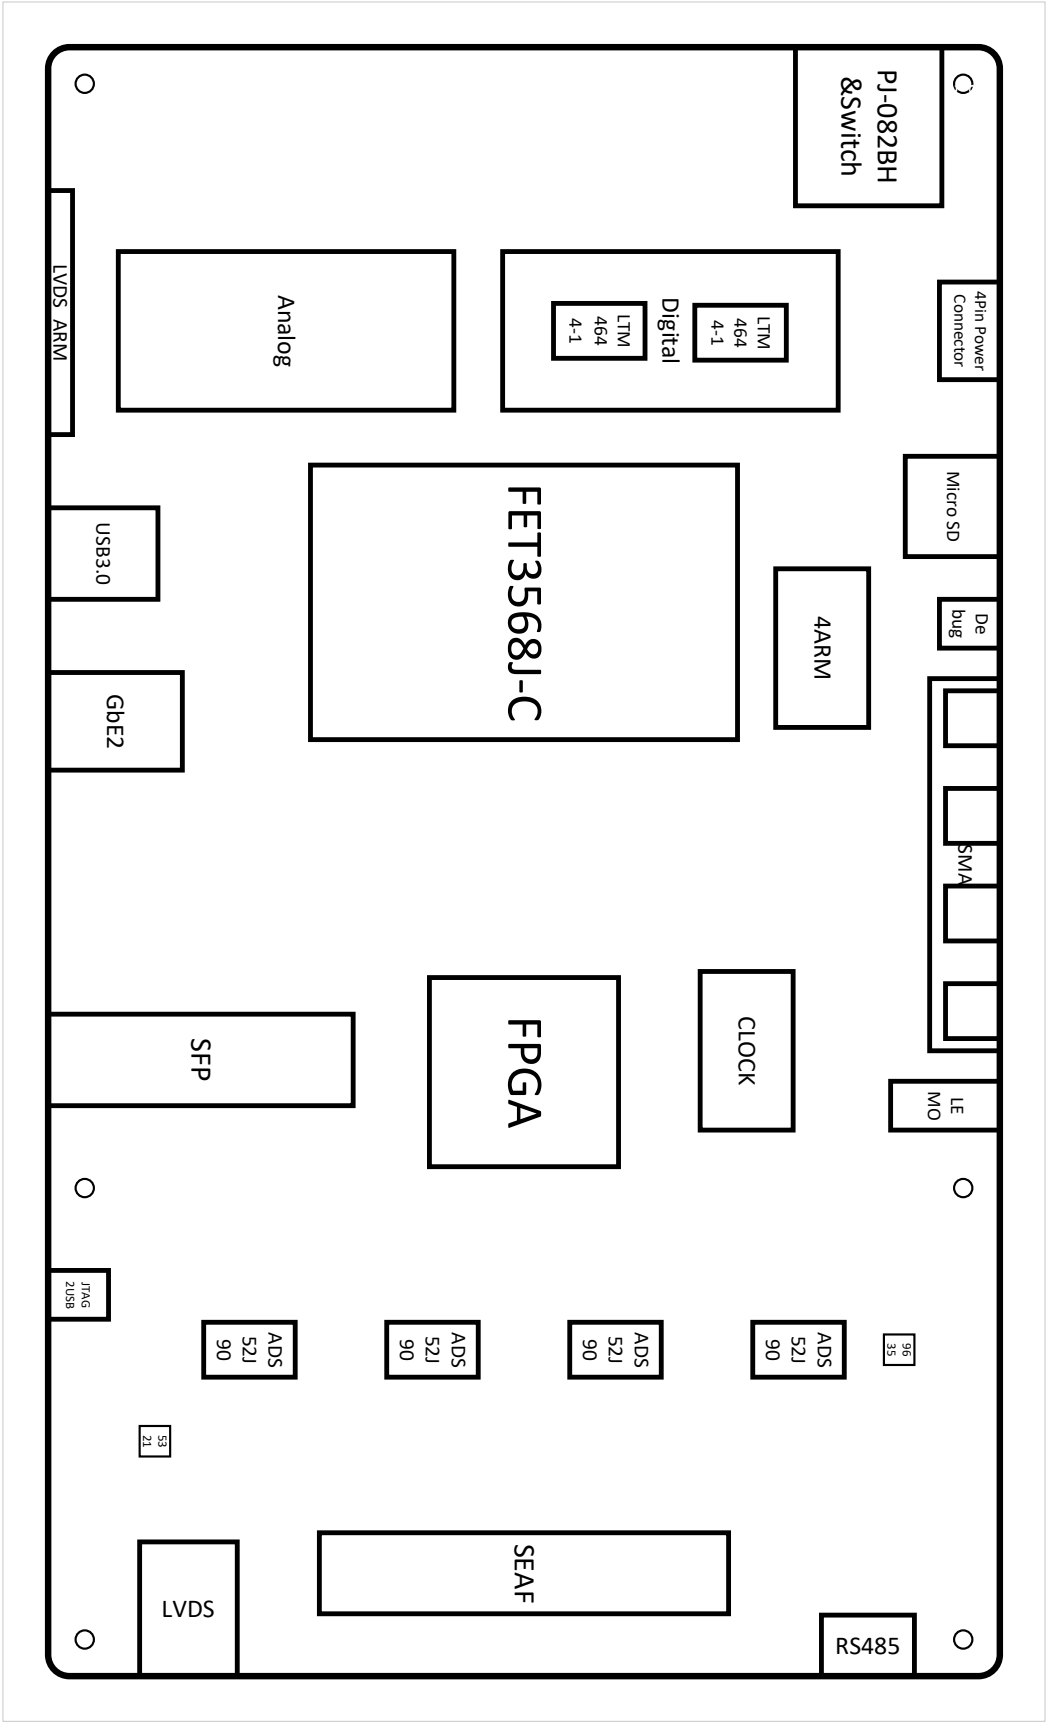 PJ-082BH
&Switch
4Pin Power
Connector
LTM
464
4-1
Digital
LTM
464
4-1
Analog
LVDS ARM
Micro SD
FET3568J-C
USB3.0
De
bug
4ARM
GbE2
SMA
CLOCK
FPGA
SFP
LE
MO
JTAG
2USB
96
35
ADS
52J
90
ADS
52J
90
ADS
52J
90
ADS
52J
90
53
21
SEAF
LVDS
RS485